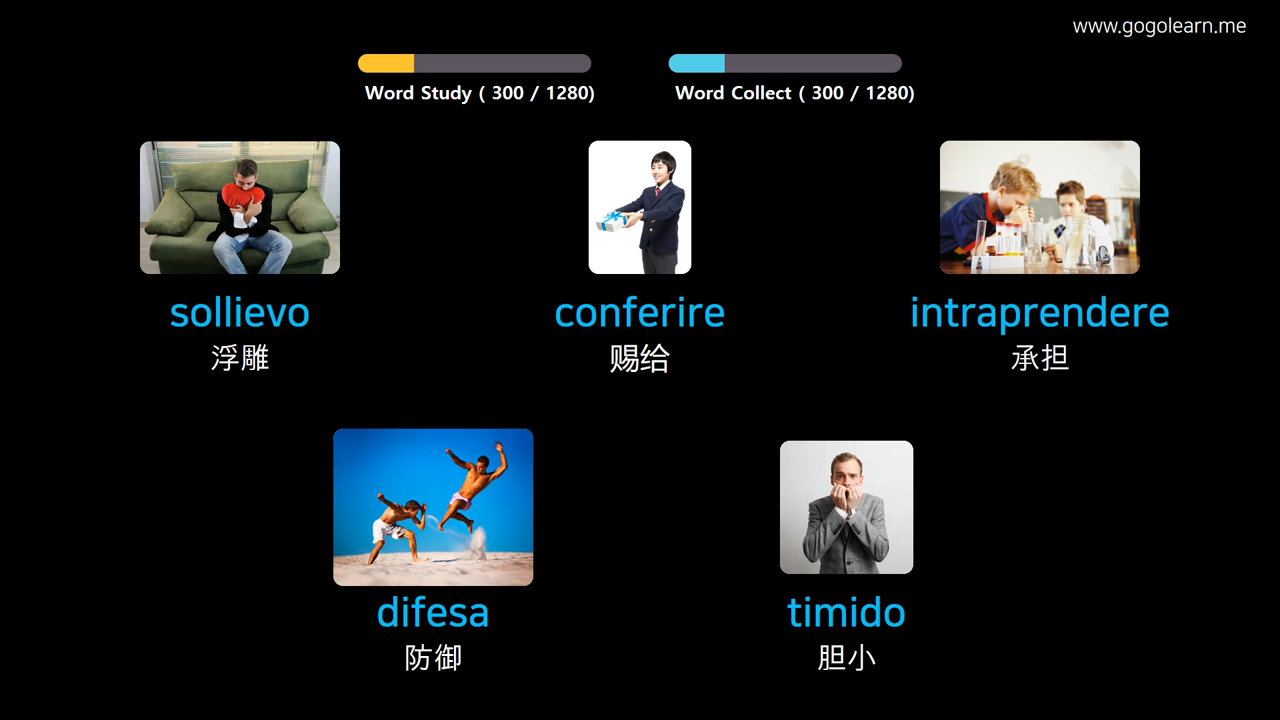 www.gogolearn.me
Word Study ( 300 / 1280)
Word Collect ( 300 / 1280)
sollievo
浮雕
conferire
赐给
intraprendere
承担
difesa
防御
timido
胆小